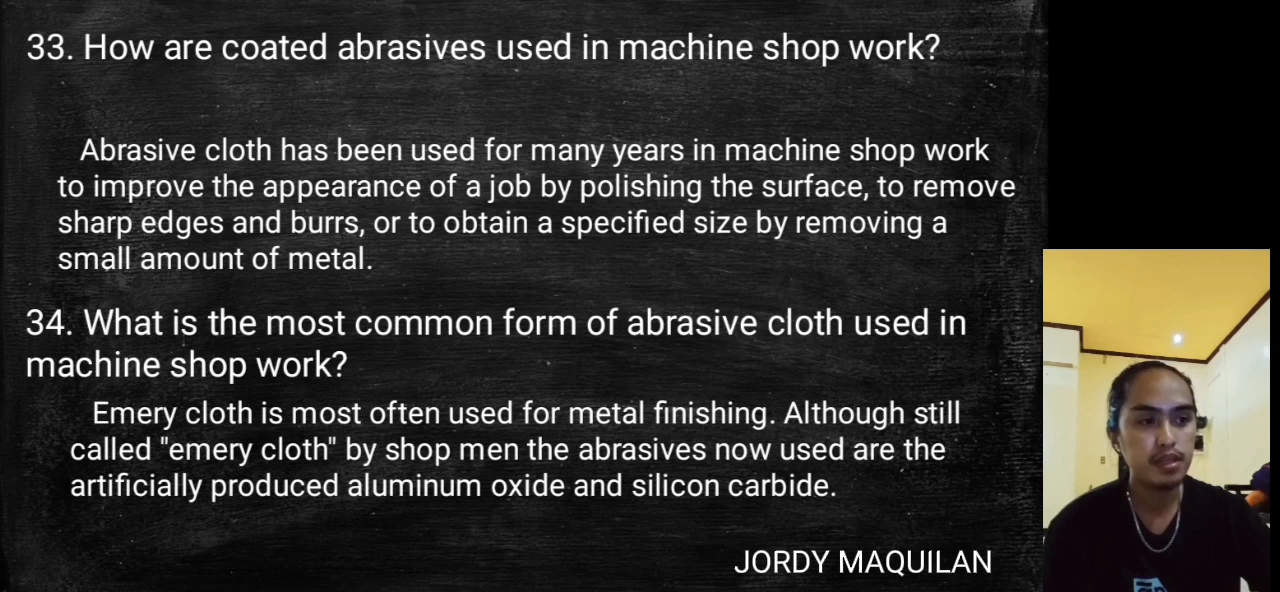 33. How are coated abrasives used in machine shop work?
Abrasive cloth has been used for many years in machine shop work
to improve the appearance of a job by polishing the surface, to remove
sharp edges and burrs, or to obtain a specified size by removing a
small amount of metal.
34. What is the most common form of abrasive cloth used in
machine shop work?
Emery cloth is most often used for metal finishing. Although still
called "emery cloth" by shop men the abrasives now used are the
artificially produced aluminum oxide and silicon carbide.
JORDY MAQUILAN